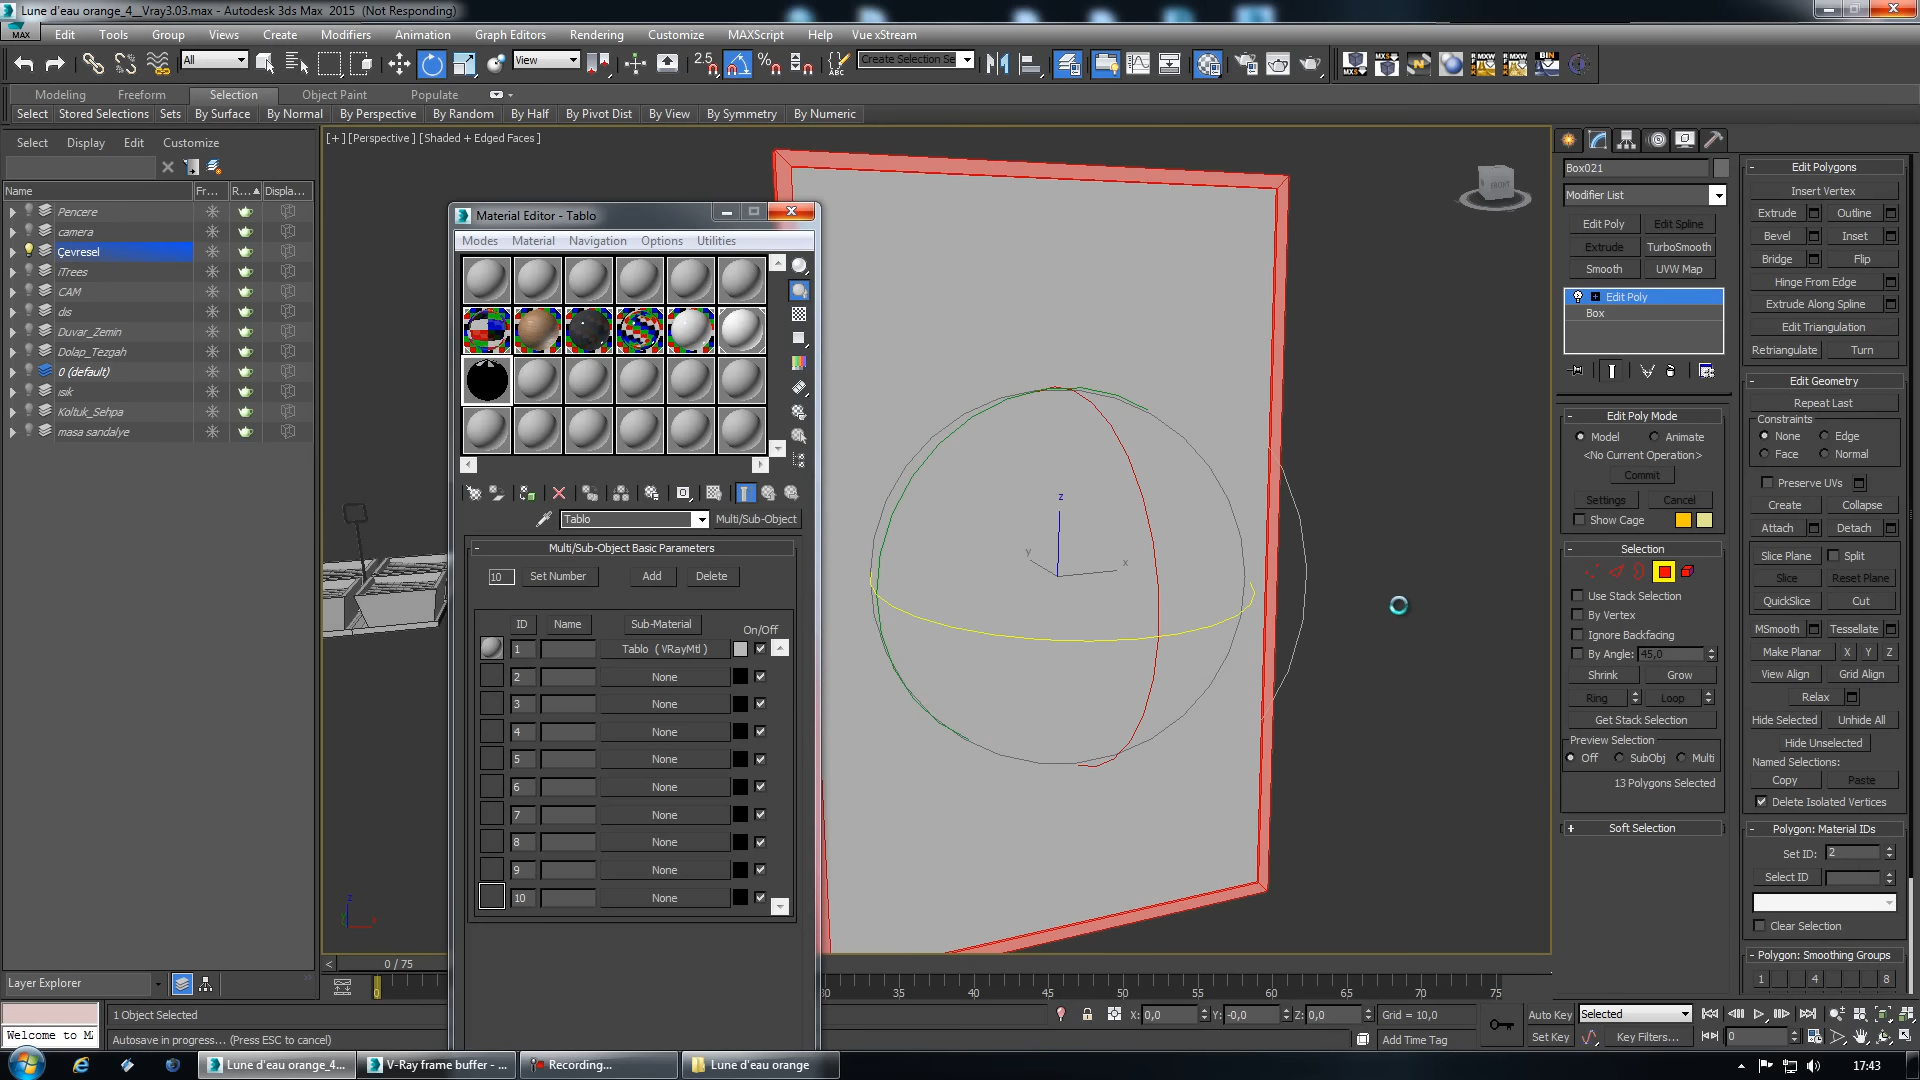 Lune d'eau orange_4__Vray3.03.max - Autodesk 3ds Max 2015 (Not Responding)
MAX Edit Tools Group Views Create Modifiers Animation Graph Editors Rendering Customize MAXScript Help Vue xStream
All View 2.5 Create Selection Se
Modeling Freeform Selection Object Paint Populate
Select Stored Selections Sets By Surface By Normal By Perspective By Random By Half By Pivot Dist By View By Symmetry By Numeric
Select Display Edit Customize
Name Fr... R... Displa...
Pencere
camera
Çevresel
iTrees
CAM
dis
Duvar_Zemin
Dolap_Tezgah
0 (default)
ısik
Koltuk_Sehpa
masa sandalye
Layer Explorer
[+] [Perspective] [Shaded + Edged Faces]
FRONT
z
y
x
Material Editor - Tablo
Modes Material Navigation Options Utilities
Tablo Multi/Sub-Object
Multi/Sub-Object Basic Parameters
10 Set Number Add Delete
ID Name Sub-Material On/Off
1 Tablo ( VRayMtl )
2 None
3 None
4 None
5 None
6 None
7 None
8 None
9 None
10 None
Box021
Modifier List
Edit Poly Edit Spline
Extrude TurboSmooth
Smooth UVW Map
Edit Poly
Box
Edit Poly Mode
Model Animate
<No Current Operation>
Commit
Settings Cancel
Show Cage
Selection
Use Stack Selection
By Vertex
Ignore Backfacing
By Angle: 45,0
Shrink Grow
Ring Loop
Get Stack Selection
Preview Selection
Off SubObj Multi
13 Polygons Selected
Soft Selection
Edit Polygons
Insert Vertex
Extrude Outline
Bevel Inset
Bridge Flip
Hinge From Edge
Extrude Along Spline
Edit Triangulation
Retriangulate Turn
Edit Geometry
Repeat Last
Constraints
None Edge
Face Normal
Preserve UVs
Create Collapse
Attach Detach
Slice Plane Split
Slice Reset Plane
QuickSlice Cut
MSmooth Tessellate
Make Planar X Y Z
View Align Grid Align
Relax
Hide Selected Unhide All
Hide Unselected
Named Selections:
Copy Paste
Delete Isolated Vertices
Polygon: Material IDs
Set ID: 2
Select ID
Clear Selection
Polygon: Smoothing Groups
1 4 8
0 / 75
0 35 40 45 50 55 60 65 70 75
1 Object Selected
Welcome to M
Autosave in progress... (Press ESC to cancel)
X: 0,0 Y: -0,0 Z: 0,0 Grid = 10,0
Add Time Tag
Auto Key Selected
Set Key Key Filters... 0
Lune d'eau orange_4... V-Ray frame buffer - ... Recording... Lune d'eau orange 17:43